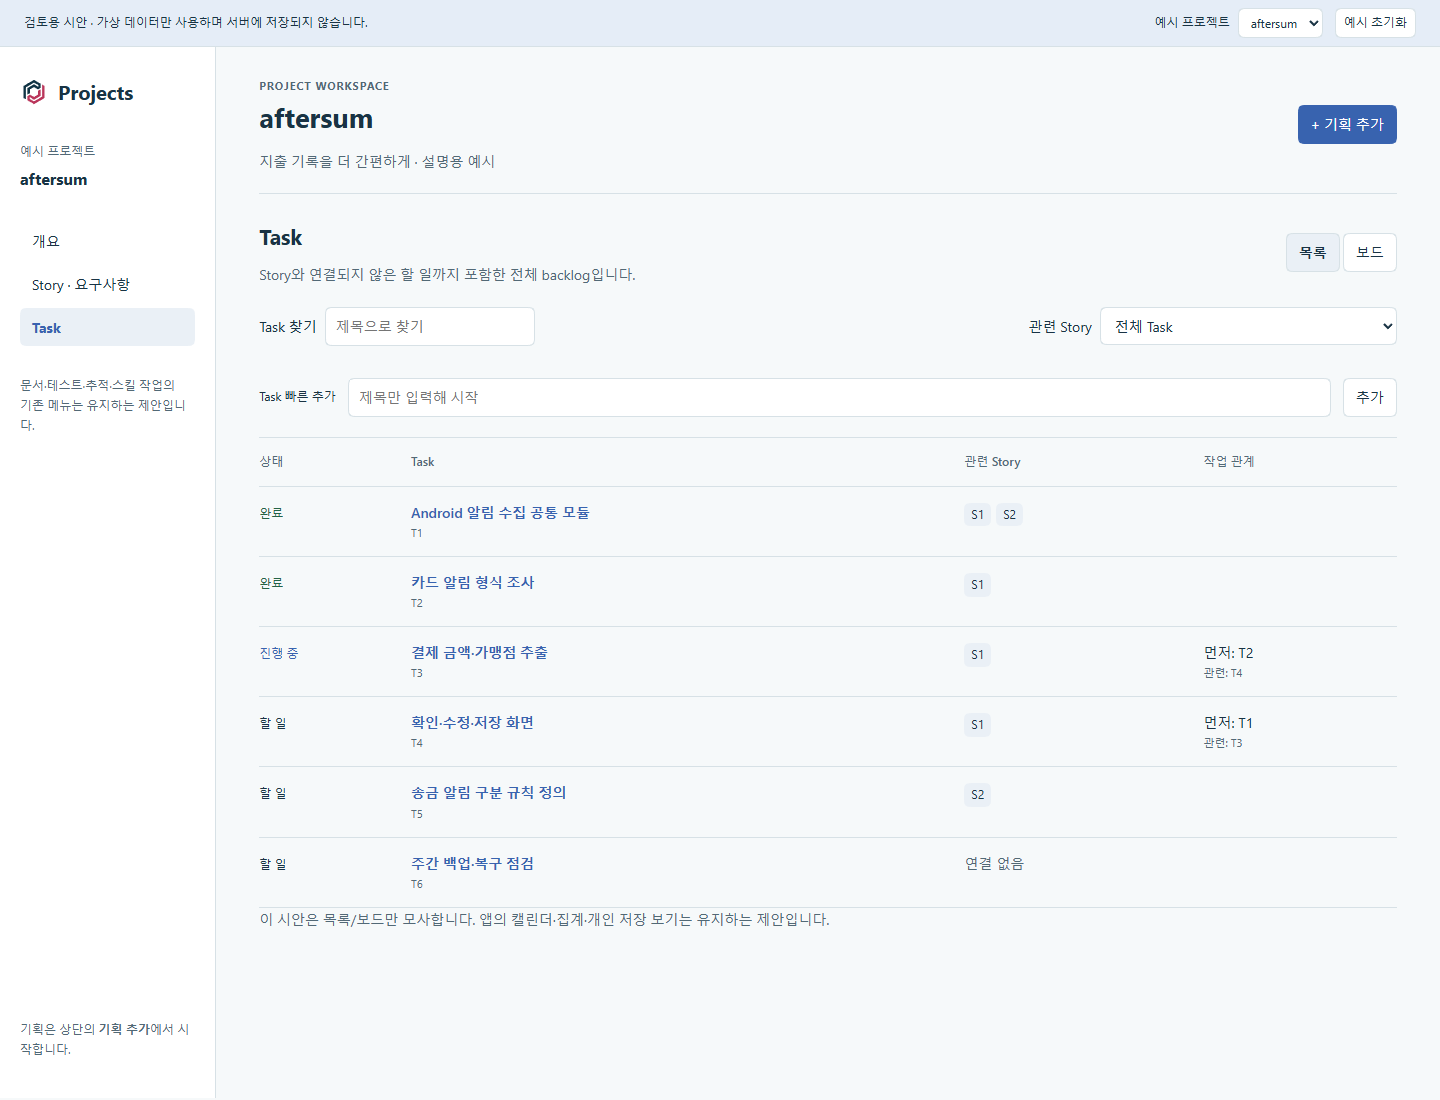 검토용 시안 · 가상 데이터만 사용하며 서버에 저장되지 않습니다.
예시 프로젝트 aftersum 예시 초기화
Projects
예시 프로젝트
aftersum
개요
Story · 요구사항
Task
문서·테스트·추적·스킬 작업의
기존 메뉴는 유지하는 제안입니
다.
기획은 상단의 기획 추가에서 시
작합니다.
PROJECT WORKSPACE
aftersum
지출 기록을 더 간편하게 · 설명용 예시
+ 기획 추가
Task
Story와 연결되지 않은 할 일까지 포함한 전체 backlog입니다.
목록 보드
Task 찾기 제목으로 찾기 관련 Story 전체 Task
Task 빠른 추가 제목만 입력해 시작 추가
상태 Task 관련 Story 작업 관계
완료 Android 알림 수집 공통 모듈 S1 S2
T1
완료 카드 알림 형식 조사 S1
T2
진행 중 결제 금액·가맹점 추출 S1 먼저: T2
T3 관련: T4
할 일 확인·수정·저장 화면 S1 먼저: T1
T4 관련: T3
할 일 송금 알림 구분 규칙 정의 S2
T5
할 일 주간 백업·복구 점검 연결 없음
T6
이 시안은 목록/보드만 모사합니다. 앱의 캘린더·집계·개인 저장 보기는 유지하는 제안입니다.